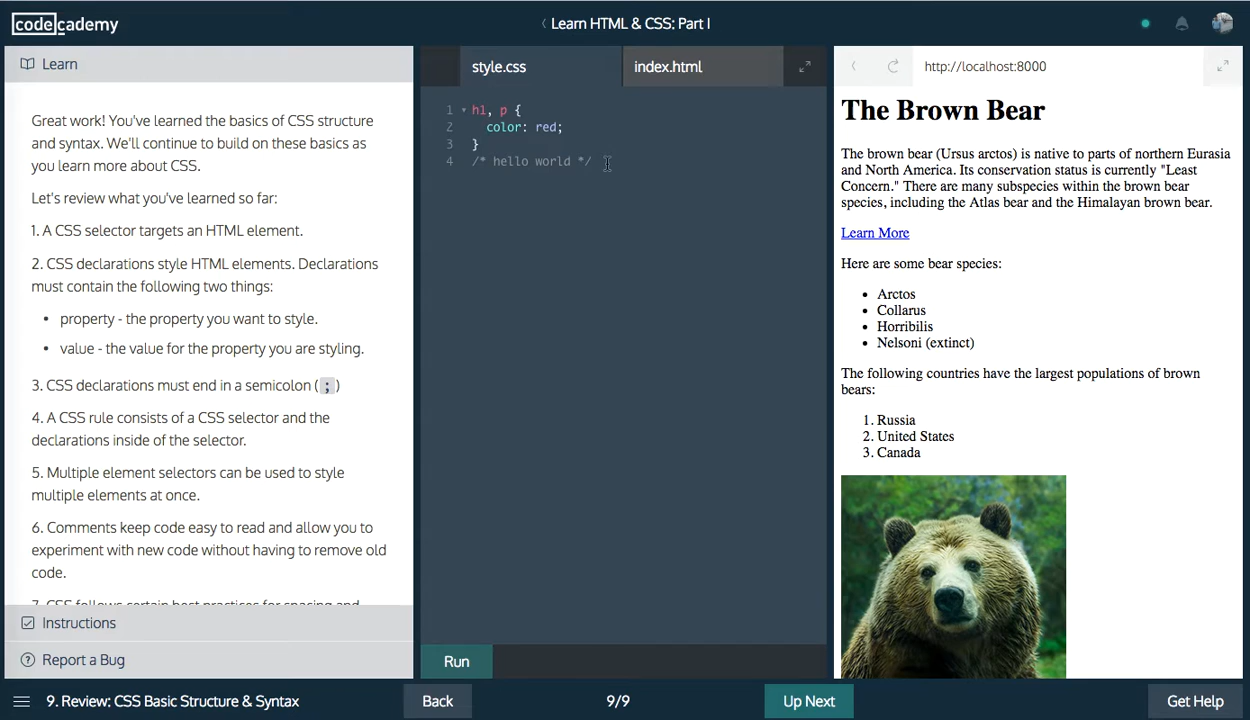 codecademy
Learn HTML & CSS: Part I
Learn
Great work! You've learned the basics of CSS structure
and syntax. We'll continue to build on these basics as
you learn more about CSS.
Let's review what you've learned so far:
1. A CSS selector targets an HTML element.
2. CSS declarations style HTML elements. Declarations
must contain the following two things:
• property - the property you want to style.
• value - the value for the property you are styling.
3. CSS declarations must end in a semicolon ( ; )
4. A CSS rule consists of a CSS selector and the
declarations inside of the selector.
5. Multiple element selectors can be used to style
multiple elements at once.
6. Comments keep code easy to read and allow you to
experiment with new code without having to remove old
code.
7. CSS follows certain best practices for spacing and
Instructions
Report a Bug
style.css
index.html
1 h1, p {
2 color: red;
3 }
4 /* hello world */
Run
http://localhost:8000
The Brown Bear
The brown bear (Ursus arctos) is native to parts of northern Eurasia
and North America. Its conservation status is currently "Least
Concern." There are many subspecies within the brown bear
species, including the Atlas bear and the Himalayan brown bear.
Learn More
Here are some bear species:
• Arctos
• Collarus
• Horribilis
• Nelsoni (extinct)
The following countries have the largest populations of brown
bears:
1. Russia
2. United States
3. Canada
9. Review: CSS Basic Structure & Syntax
Back
9/9
Up Next
Get Help